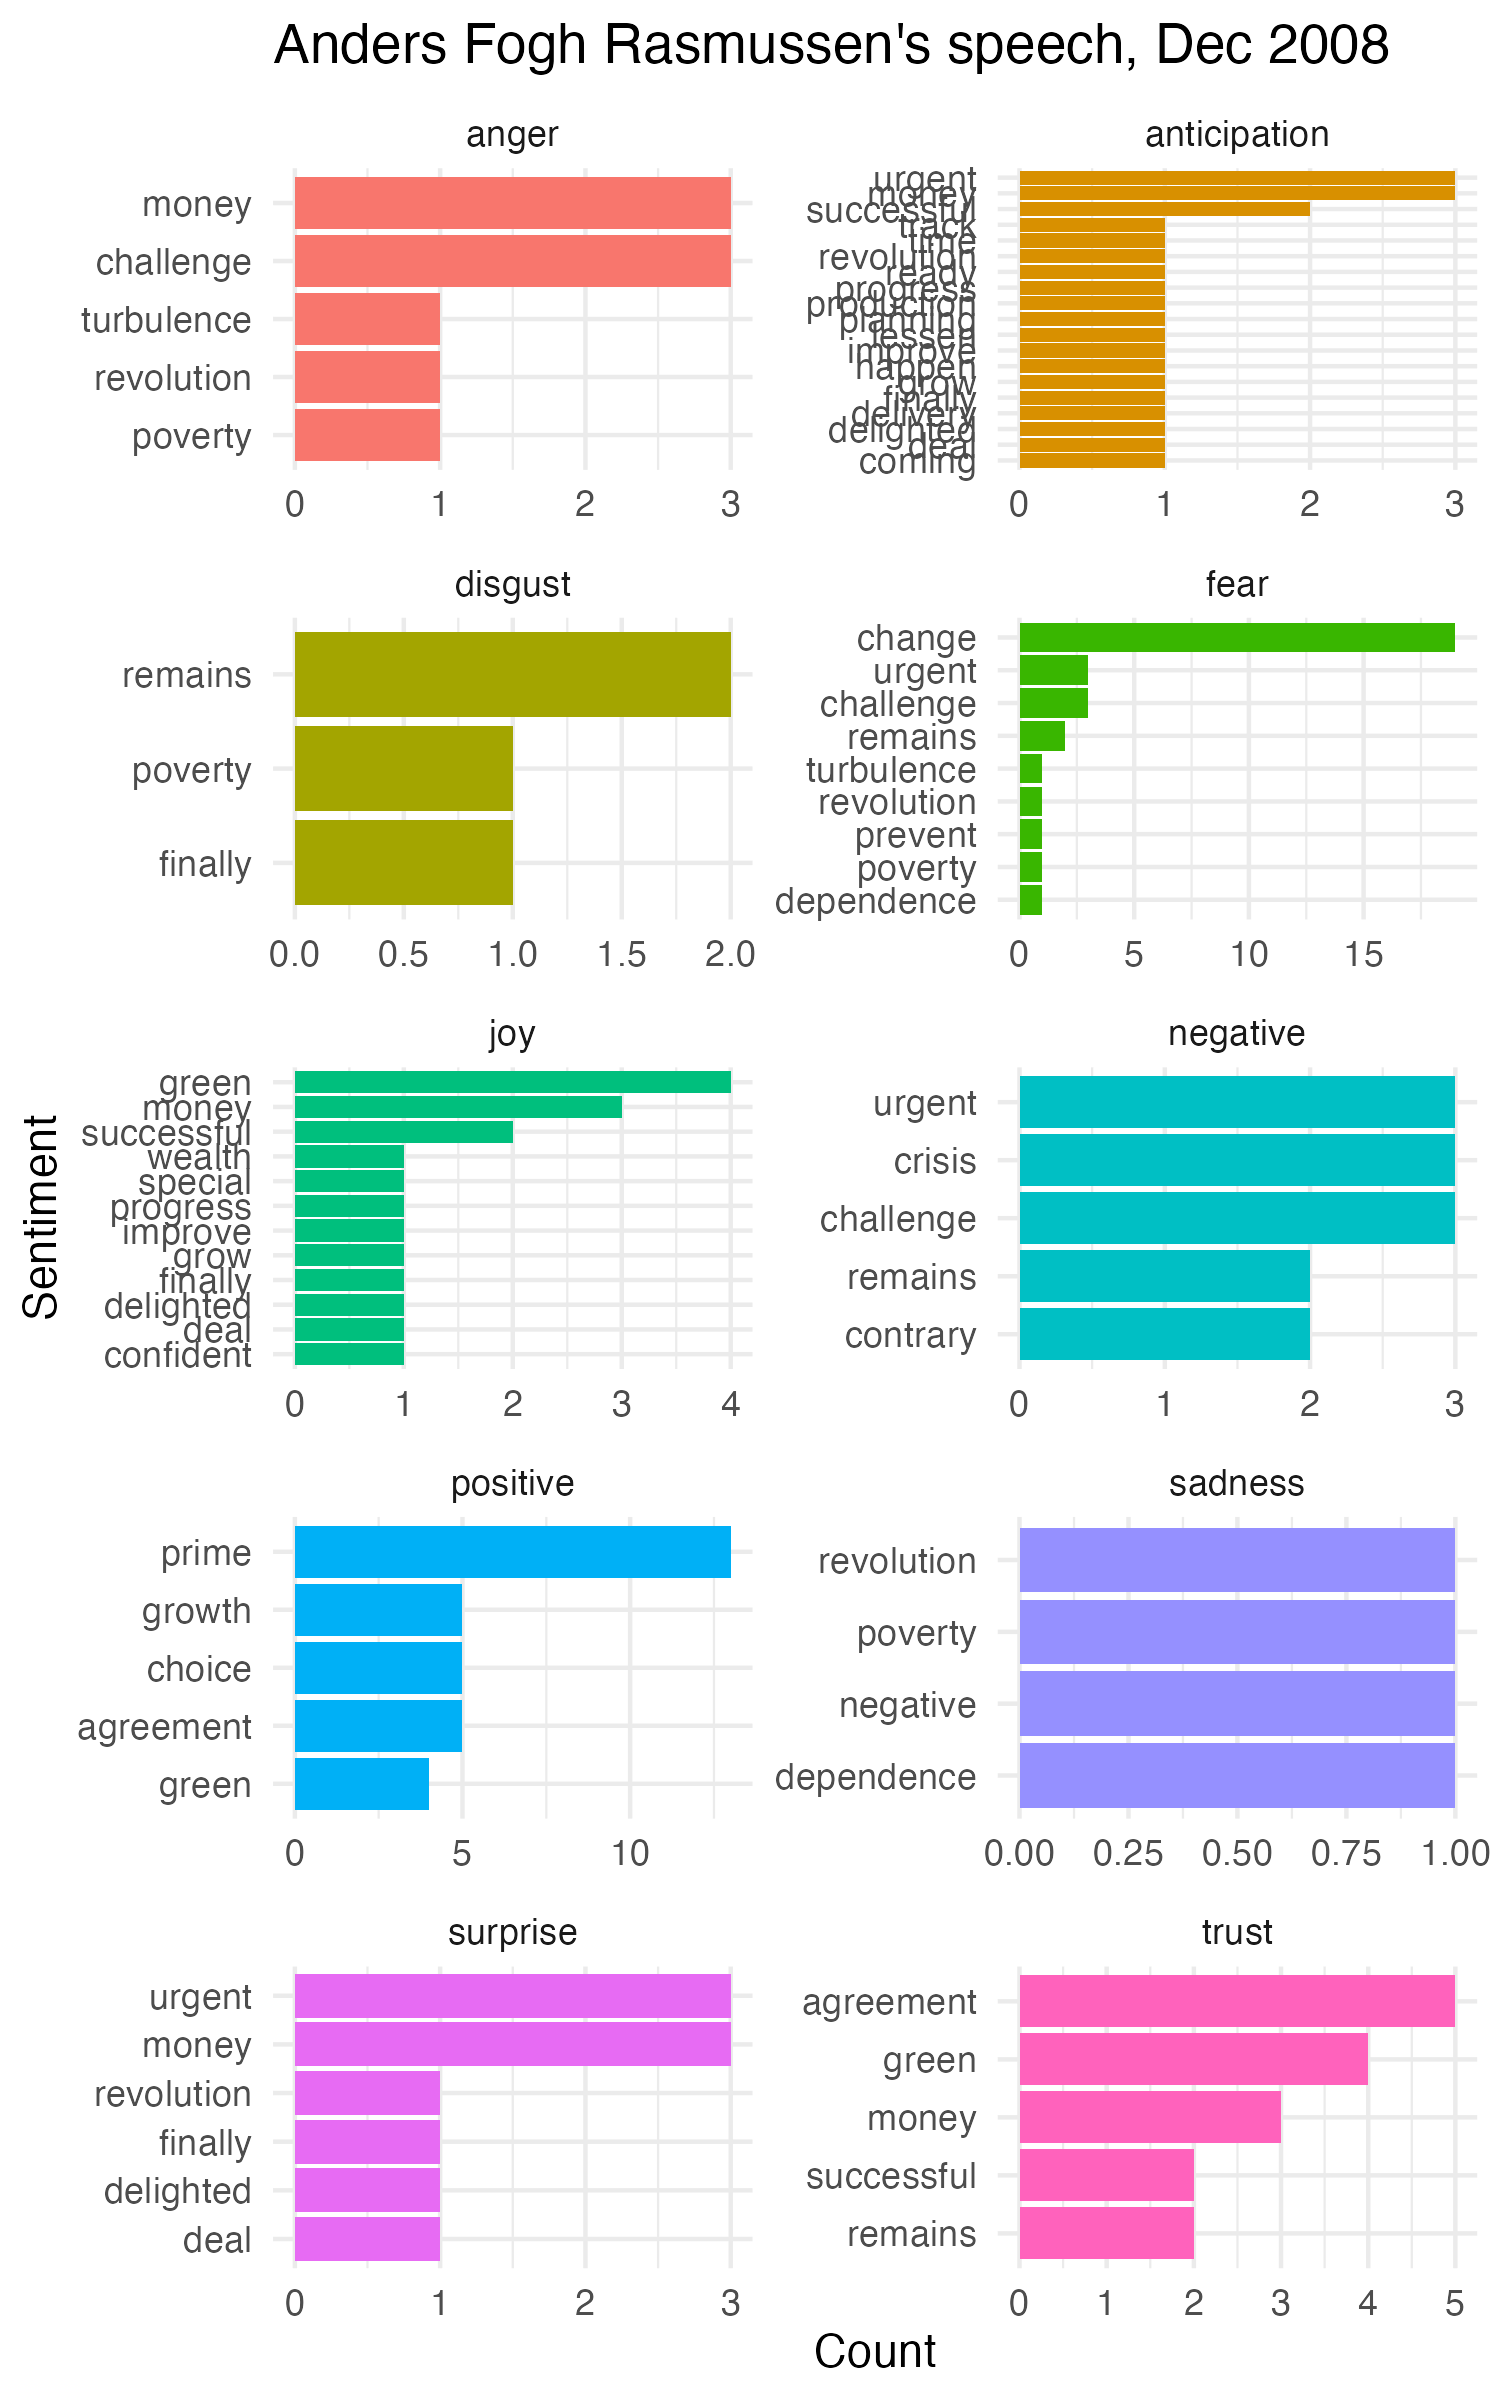 Anders Fogh Rasmussen's speech, Dec 2008
anger
money
challenge
turbulence
revolution
poverty
0 1 2 3
anticipation
urgent
money
successful
track
time
revolution
ready
progress
production
planning
lessen
improve
happen
grow
finally
delivery
delighted
deal
coming
0 1 2 3
disgust
remains
poverty
finally
0.0 0.5 1.0 1.5 2.0
fear
change
urgent
challenge
remains
turbulence
revolution
prevent
poverty
dependence
0 5 10 15
Sentiment
joy
green
money
successful
wealth
special
progress
improve
grow
finally
delighted
deal
confident
0 1 2 3 4
negative
urgent
crisis
challenge
remains
contrary
0 1 2 3
positive
prime
growth
choice
agreement
green
0 5 10
sadness
revolution
poverty
negative
dependence
0.00 0.25 0.50 0.75 1.00
surprise
urgent
money
revolution
finally
delighted
deal
0 1 2 3
trust
agreement
green
money
successful
remains
0 1 2 3 4 5
Count